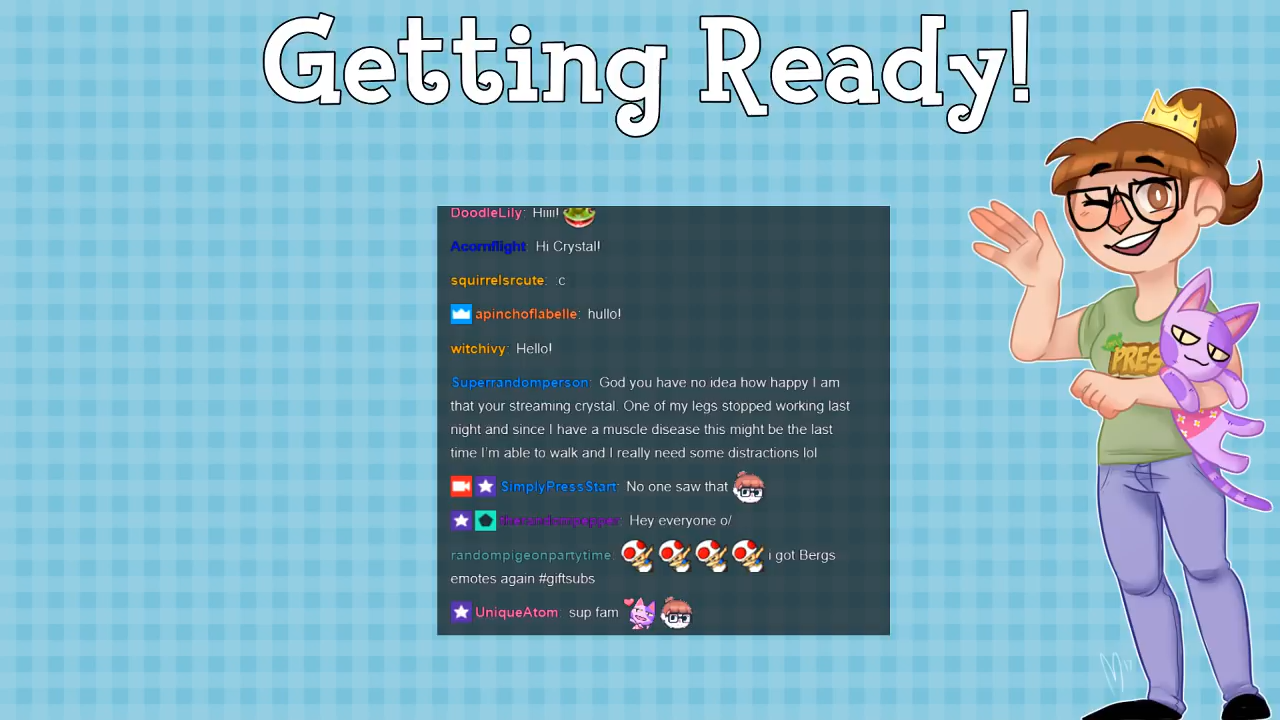 Getting Ready!
DoodleLily: Hiiii!
Acornflight: Hi Crystal!
squirrelsrcute: :c
apinchoflabelle: hullo!
witchivy: Hello!
Superrandomperson: God you have no idea how happy I am
that your streaming crystal. One of my legs stopped working last
night and since I have a muscle disease this might be the last
time I'm able to walk and I really need some distractions lol
SimplyPressStart: No one saw that
Hey everyone o/
randompigeonpartytime: i got Bergs
emotes again #giftsubs
UniqueAtom: sup fam
PRES